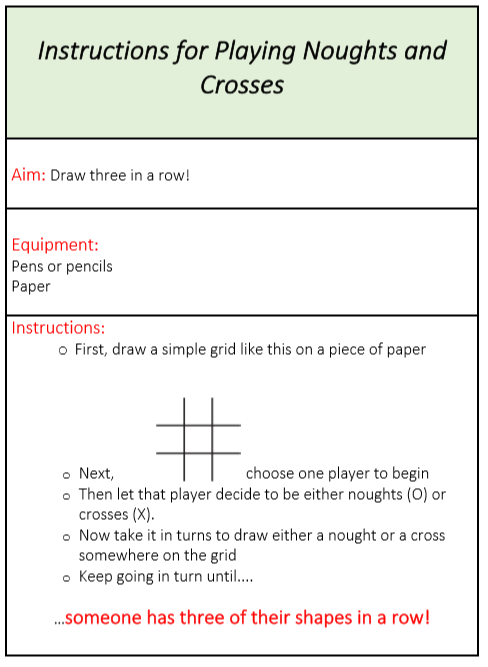 Instructions for Playing Noughts and
Crosses
Aim: Draw three in a row!
Equipment:
Pens or pencils
Paper
Instructions:
o First, draw a simple grid like this on a piece of paper
o Next, choose one player to begin
o Then let that player decide to be either noughts (O) or
crosses (X).
o Now take it in turns to draw either a nought or a cross
somewhere on the grid
o Keep going in turn until....
...someone has three of their shapes in a row!